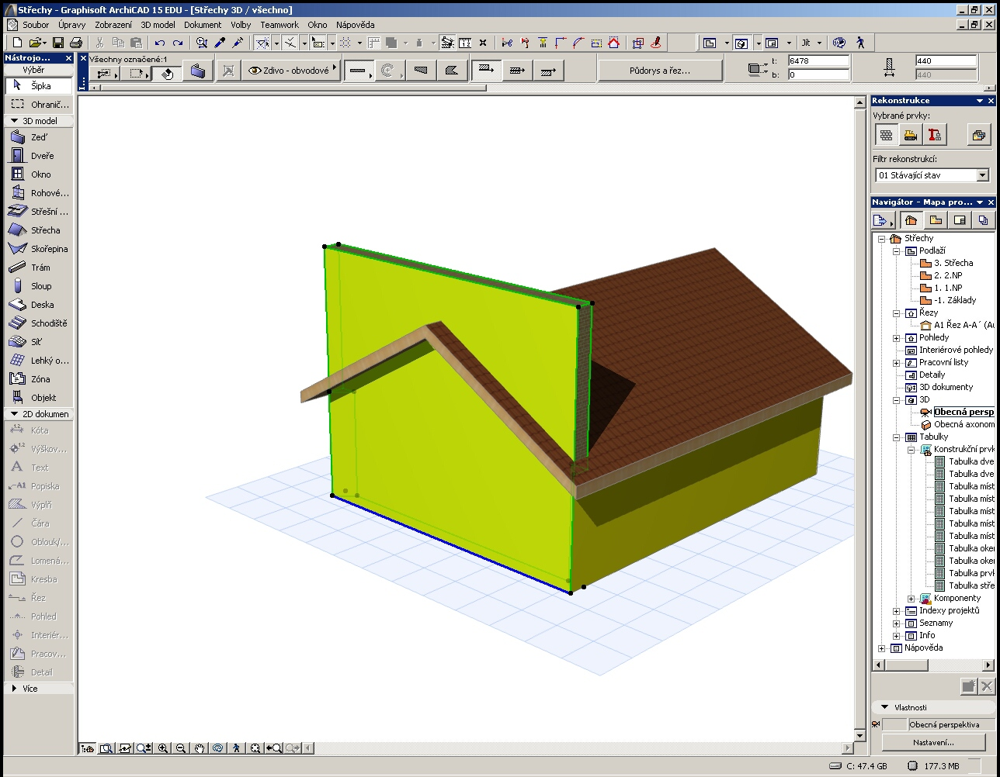 Střechy - Graphisoft ArchiCAD 15 EDU - [Střechy 3D / všechno]
Soubor Úpravy Zobrazení 3D model Dokument Volby Teamwork Okno Nápověda
Nástrojo...
Výběr
Šipka
Ohranič...
3D model
Zeď
Dveře
Okno
Rohové...
Střešní ...
Střecha
Skořepina
Trám
Sloup
Deska
Schodiště
Síť
Lehký o...
Zóna
Objekt
2D dokumen
Kóta
Výškov...
Text
Popiska
Výplň
Čára
Oblouk/...
Lomená...
Kresba
Řez
Pohled
Interiér...
Pracov...
Detail
Více
Všechny označené:1
Zdivo - obvodové
Půdorys a řez...
t: 6478
b: 0
440
440
Rekonstrukce
Vybrané prvky:
Filtr rekonstrukcí:
01 Stávající stav
Navigátor - Mapa pro...
Střechy
Podlaží
3. Střecha
2. 2.NP
1. 1.NP
-1. Základy
Řezy
A1 Řez A-A´ (Au
Pohledy
Interiérové pohledy
Pracovní listy
Detaily
3D dokumenty
3D
Obecná persp
Obecná axonom
Tabulky
Konstrukční prvk
Tabulka dve
Tabulka dve
Tabulka míst
Tabulka míst
Tabulka míst
Tabulka míst
Tabulka míst
Tabulka oker
Tabulka oker
Tabulka prvk
Tabulka stře
Komponenty
Indexy projektů
Seznamy
Info
Nápověda
Vlastnosti
Obecná perspektiva
Nastavení...
C: 47.4 GB
177.3 MB